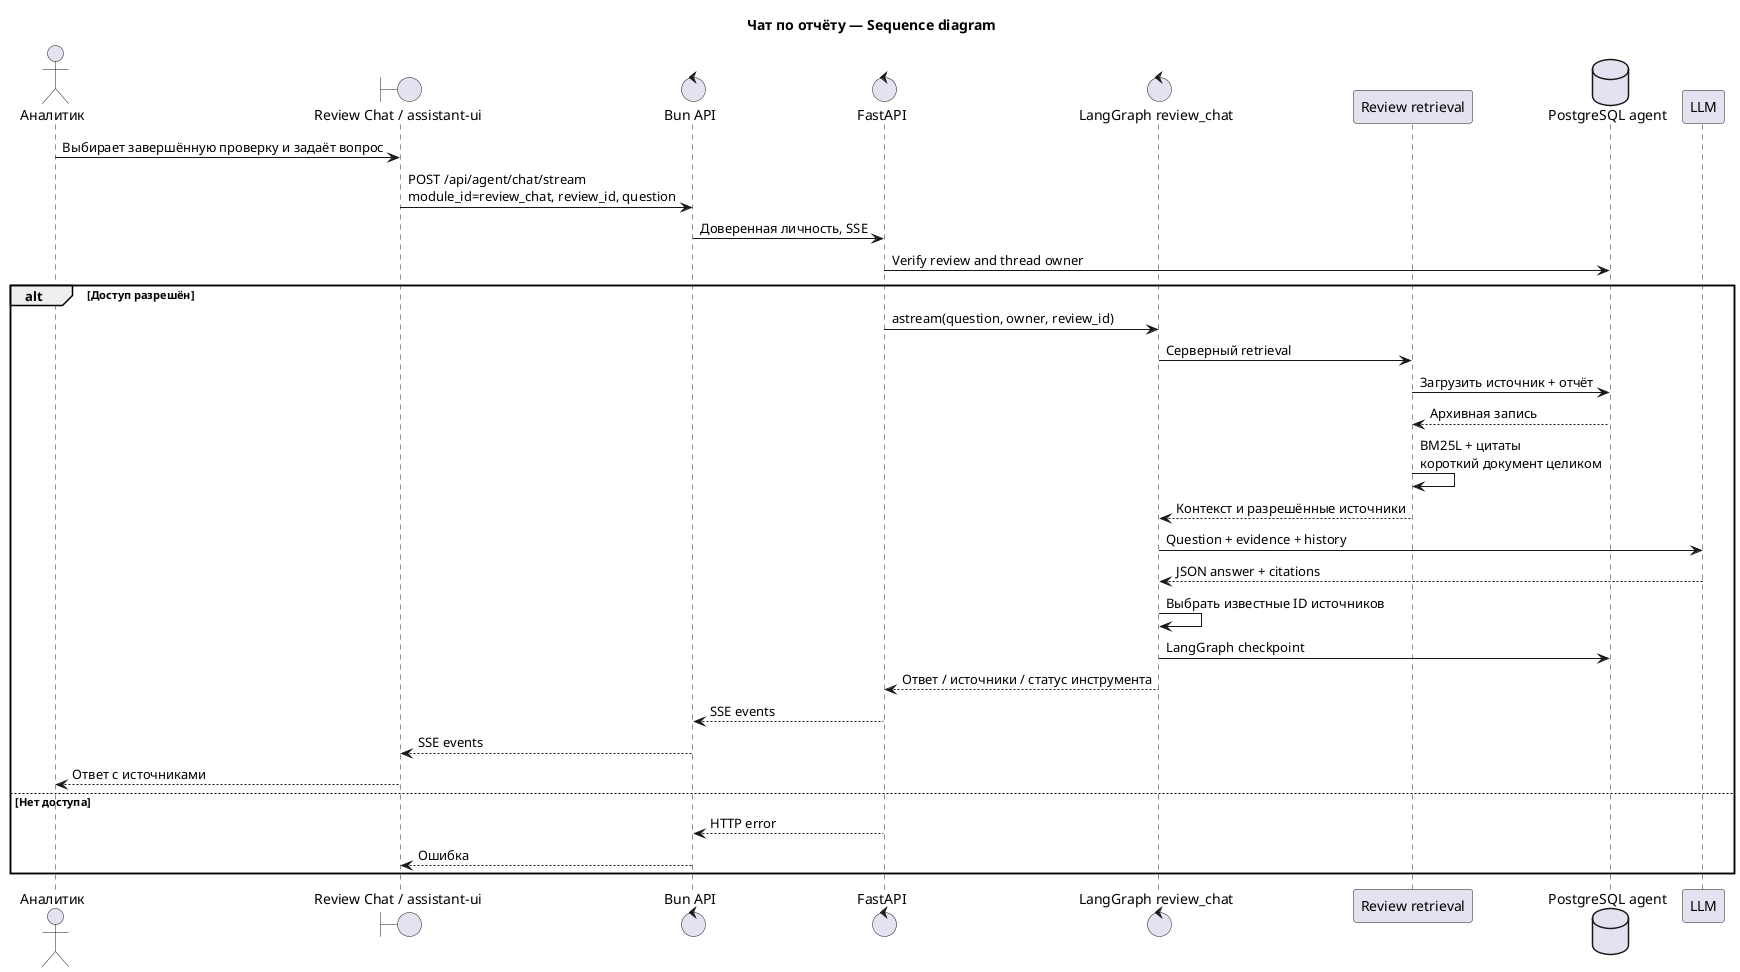 Чат по отчёту — Sequence diagram
Аналитик
Review Chat / assistant-ui
Bun API
FastAPI
LangGraph review_chat
Review retrieval
PostgreSQL agent
LLM
Выбирает завершённую проверку и задаёт вопрос
POST /api/agent/chat/stream
module_id=review_chat, review_id, question
Доверенная личность, SSE
Verify review and thread owner
alt
[Доступ разрешён]
astream(question, owner, review_id)
Серверный retrieval
Загрузить источник + отчёт
Архивная запись
BM25L + цитаты
короткий документ целиком
Контекст и разрешённые источники
Question + evidence + history
JSON answer + citations
Выбрать известные ID источников
LangGraph checkpoint
Ответ / источники / статус инструмента
SSE events
SSE events
Ответ с источниками
[Нет доступа]
HTTP error
Ошибка
Аналитик
Review Chat / assistant-ui
Bun API
FastAPI
LangGraph review_chat
Review retrieval
PostgreSQL agent
LLM